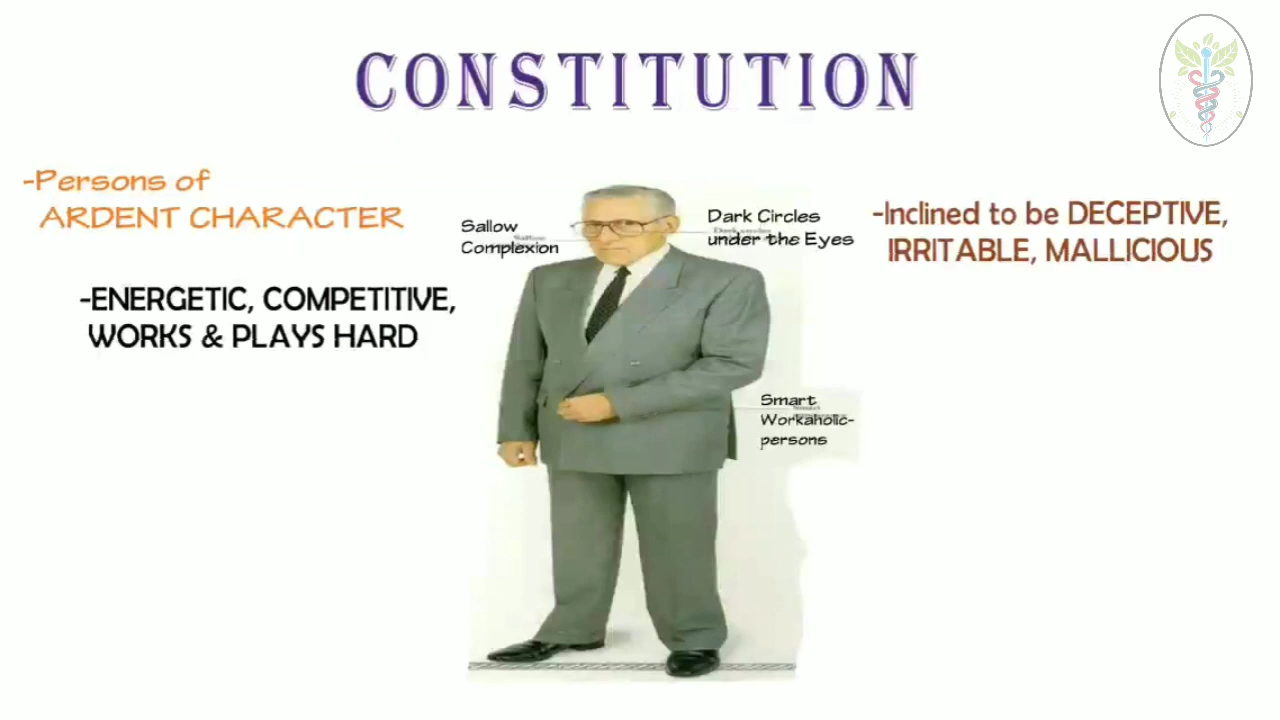 CONSTITUTION
-Persons of
ARDENT CHARACTER
-ENERGETIC, COMPETITIVE,
WORKS & PLAYS HARD
Sallow
Complexion
Dark Circles
under the Eyes
-Inclined to be DECEPTIVE,
IRRITABLE, MALLICIOUS
Smart
Workaholic-
persons